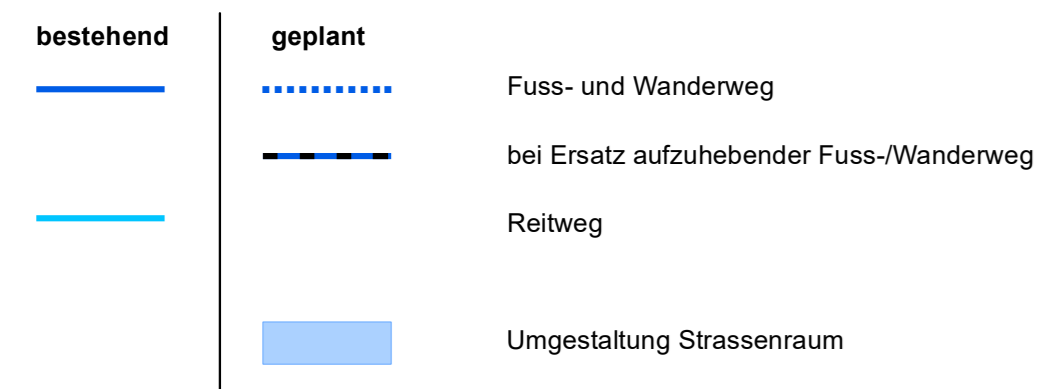 bestehend geplant
Fuss- und Wanderweg
bei Ersatz aufzuhebender Fuss-/Wanderweg
Reitweg
Umgestaltung Strassenraum